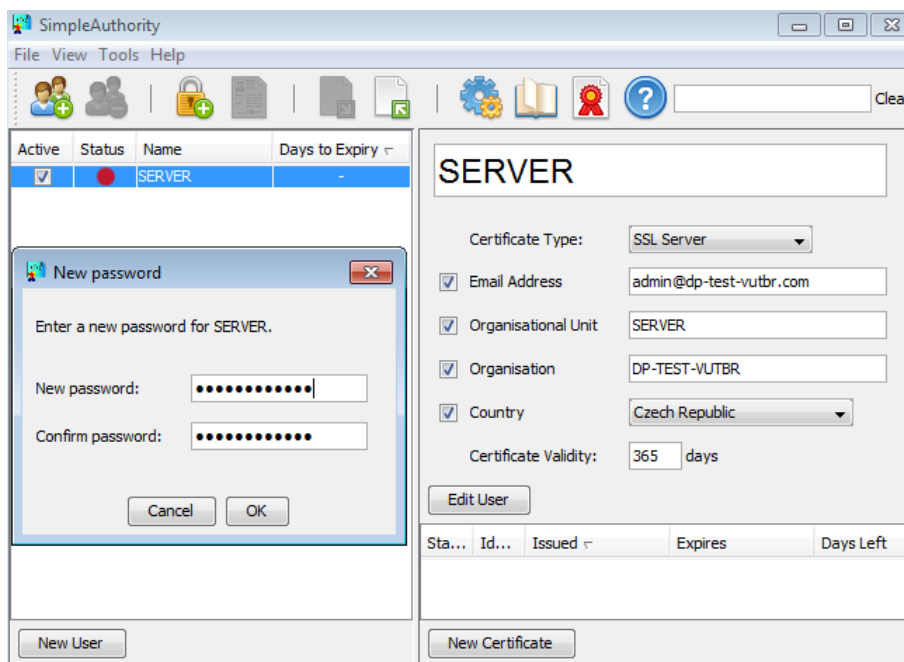 SimpleAuthority
File View Tools Help
Clea
Active Status Name Days to Expiry
SERVER -
New password
Enter a new password for SERVER.
New password: ••••••••••••
Confirm password: ••••••••••••
Cancel OK
New User
SERVER
Certificate Type: SSL Server
Email Address admin@dp-test-vutbr.com
Organisational Unit SERVER
Organisation DP-TEST-VUTBR
Country Czech Republic
Certificate Validity: 365 days
Edit User
Sta... Id... Issued Expires Days Left
New Certificate